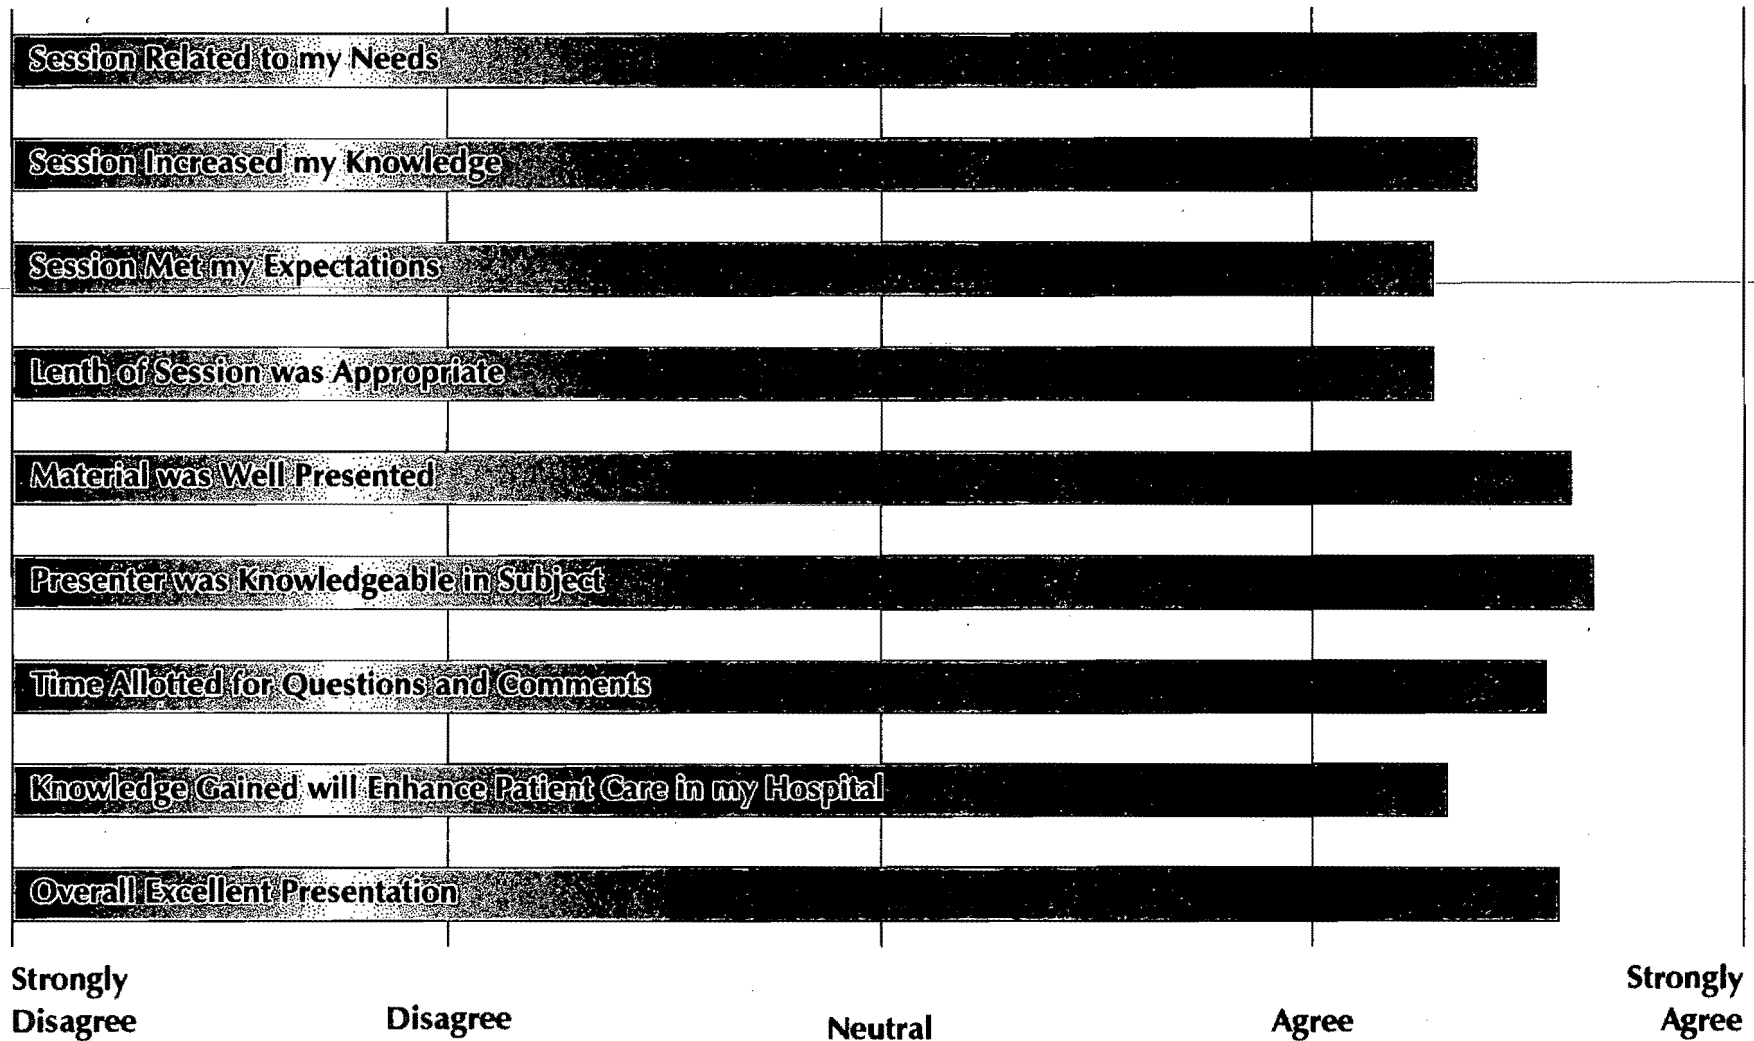 Session Related to my Needs
Session Increased my Knowledge
Session Met my Expectations
Lenth of Session was Appropriate
Material was Well Presented
Presenter was Knowledgeable in Subject
Time Allotted for Questions and Comments
Knowledge Gained will Enhance Patient Care in my Hospital
Overall Excellent Presentation
Strongly
Disagree
Disagree
Neutral
Agree
Strongly
Agree